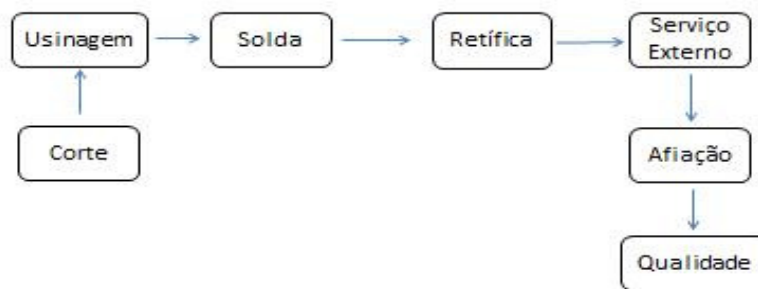 Usinagem
Solda
Retífica
Serviço
Externo
Corte
Afiação
Qualidade